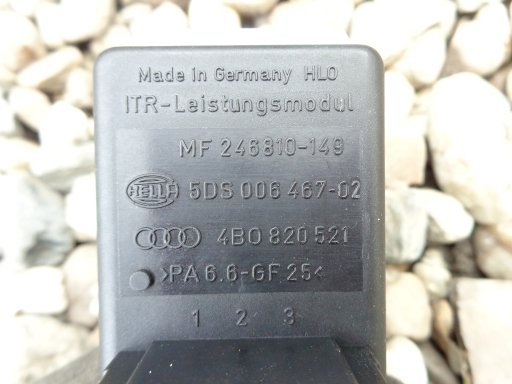 Made in Germany HLO
ITR-Leistungsmodul
MF 246810-149
HELLA 5DS 006 467-02
4B0 820 521
>PA 6.6-GF 25<
1 2 3